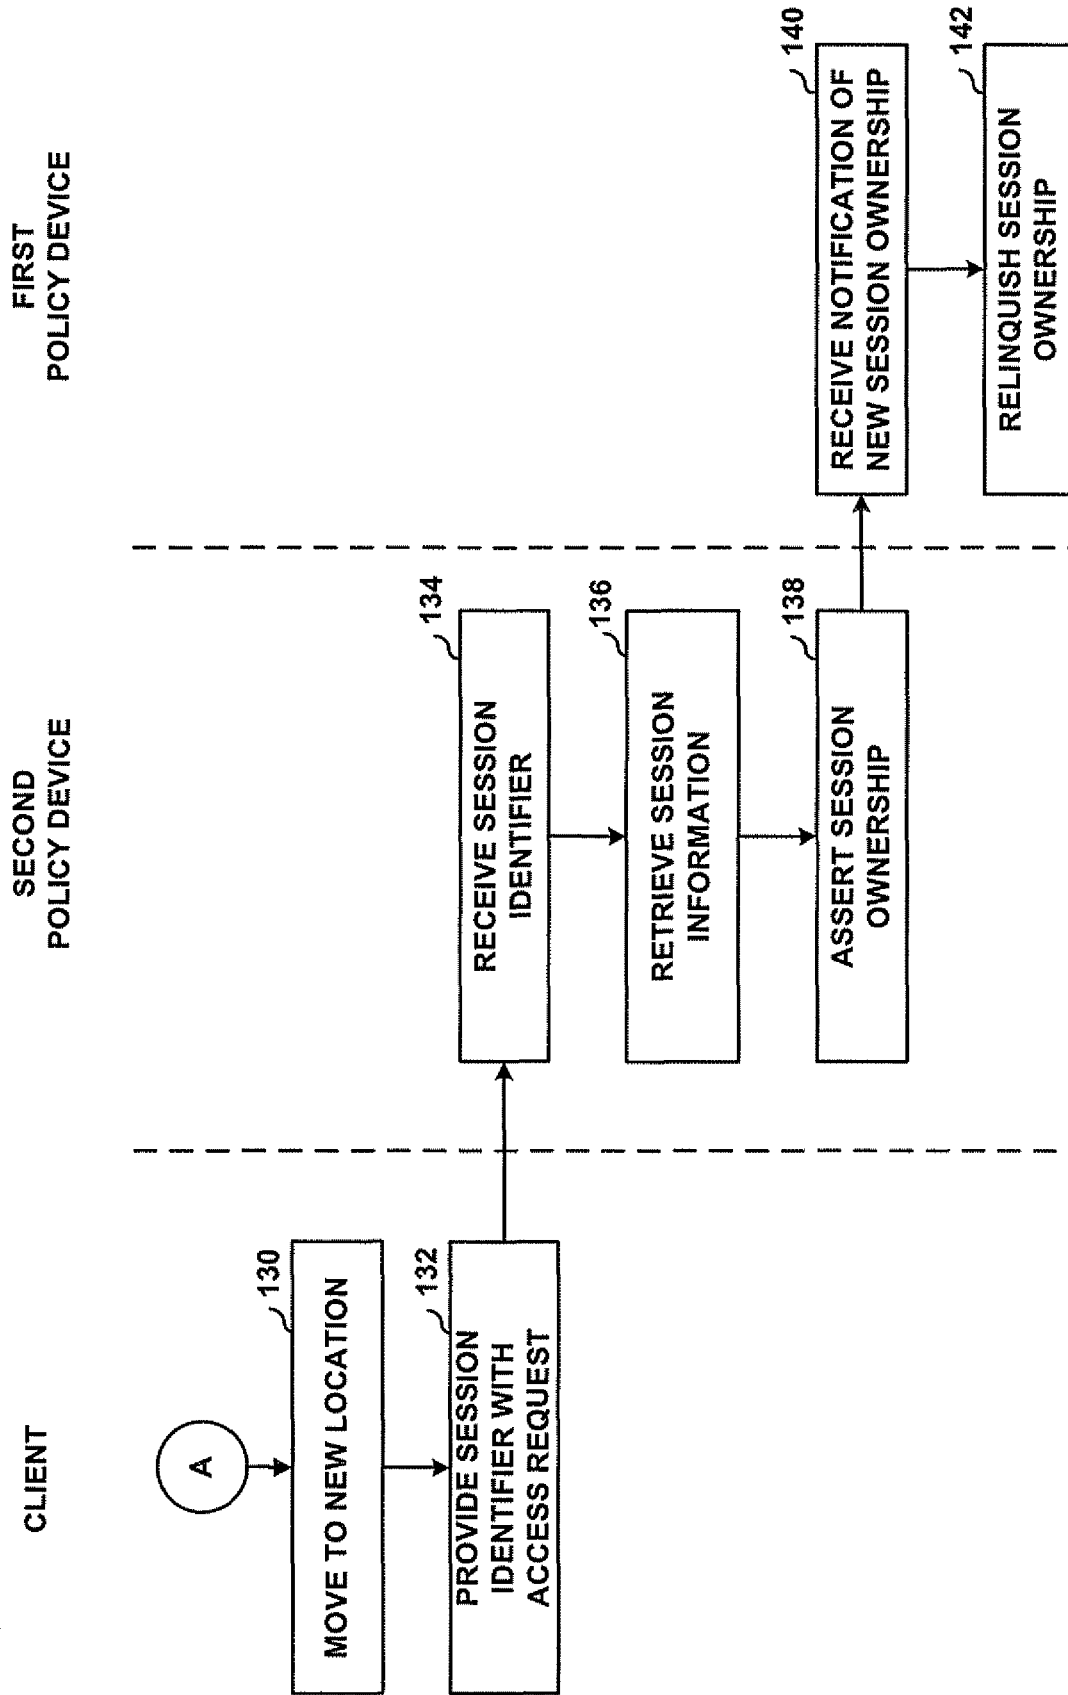 CLIENT
SECOND
POLICY DEVICE
FIRST
POLICY DEVICE
A
130
MOVE TO NEW LOCATION
132
PROVIDE SESSION
IDENTIFIER WITH
ACCESS REQUEST
134
RECEIVE SESSION
IDENTIFIER
136
RETRIEVE SESSION
INFORMATION
138
ASSERT SESSION
OWNERSHIP
140
RECEIVE NOTIFICATION OF
NEW SESSION OWNERSHIP
142
RELINQUISH SESSION
OWNERSHIP